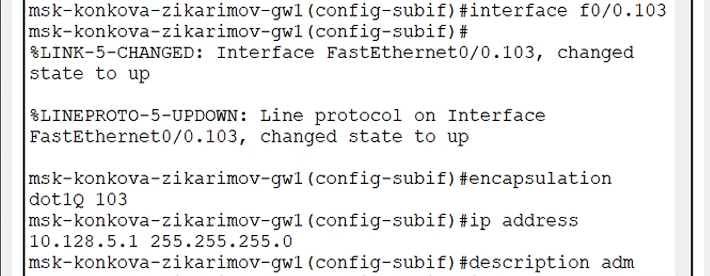 msk-konkova-zikarimov-gw1(config-subif)#interface f0/0.103
msk-konkova-zikarimov-gw1(config-subif)#
%LINK-5-CHANGED: Interface FastEthernet0/0.103, changed
state to up
%LINEPROTO-5-UPDOWN: Line protocol on Interface
FastEthernet0/0.103, changed state to up
msk-konkova-zikarimov-gw1(config-subif)#encapsulation
dot1Q 103
msk-konkova-zikarimov-gw1(config-subif)#ip address
10.128.5.1 255.255.255.0
msk-konkova-zikarimov-gw1(config-subif)#description adm